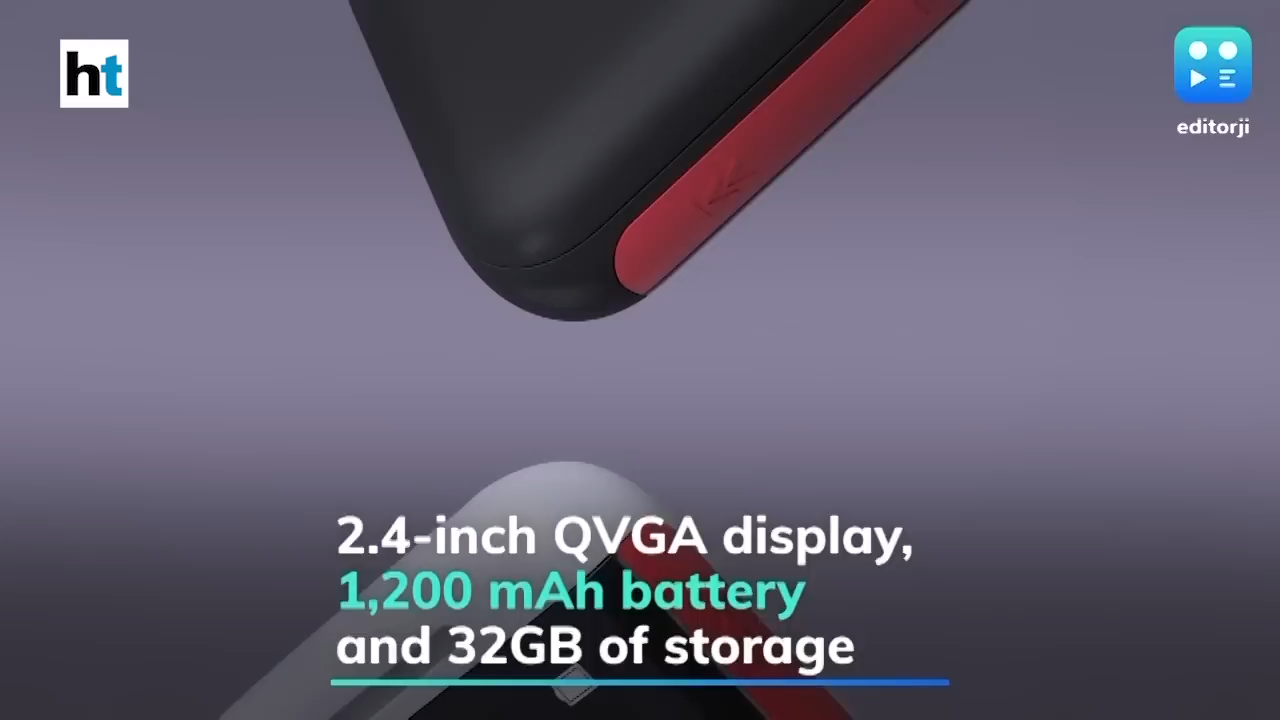 ht
editorji
2.4-inch QVGA display,
1,200 mAh battery
and 32GB of storage